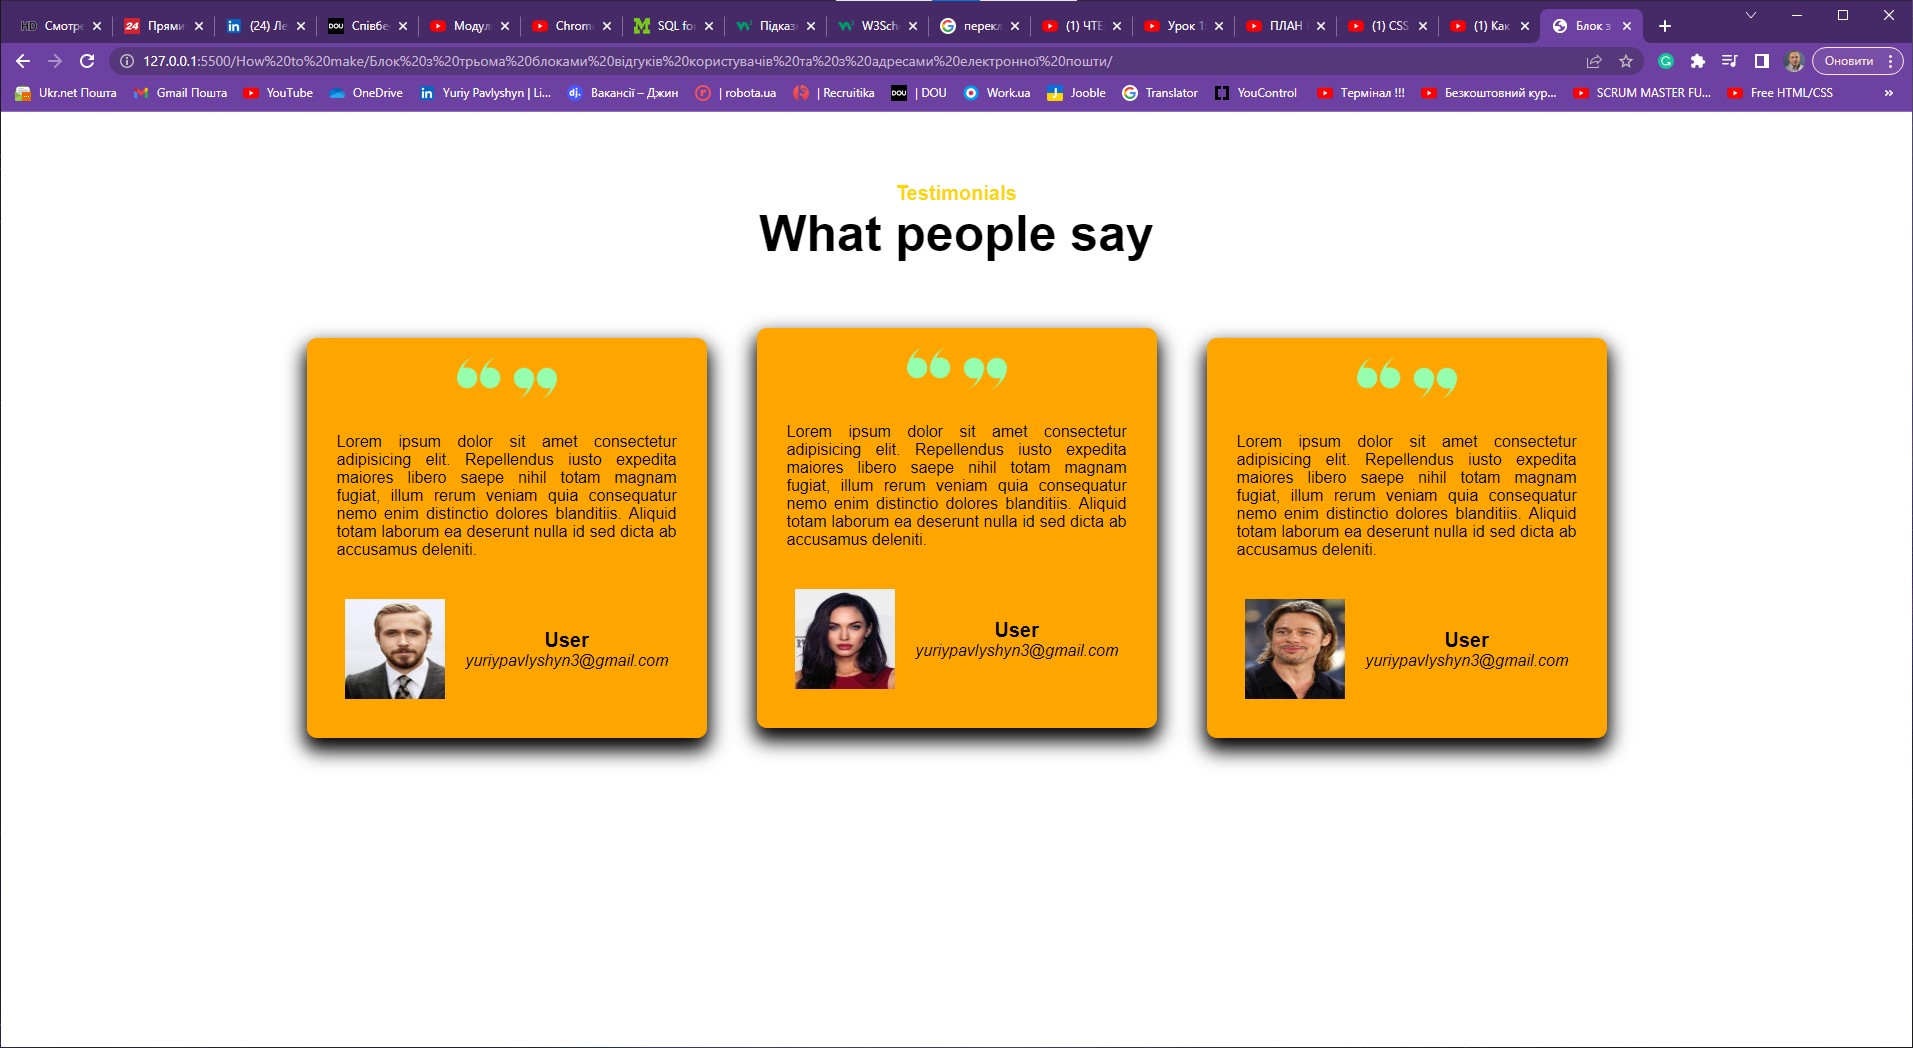 HD Смотре
24 Прями
in (24) Ле
DOU Співбе
Модул
Chrom
SQL fo
Підказ
W3Sch
перекл
(1) ЧТЕ
Урок 1
ПЛАН
(1) CSS
(1) Как
Блок з
127.0.0.1:5500/How%20to%20make/Блок%20з%20трьома%20блоками%20відгуків%20користувачів%20та%20з%20адресами%20електронної%20пошти/
Оновити
Ukr.net Пошта
Gmail Пошта
YouTube
OneDrive
in Yuriy Pavlyshyn | Li...
dj. Вакансії – Джин
| robota.ua
| Recruitika
DOU | DOU
Work.ua
Jooble
Translator
YouControl
Термінал !!!
Безкоштовний кур...
SCRUM MASTER FU...
Free HTML/CSS
»
Testimonials
What people say
❝ ❞
Lorem ipsum dolor sit amet consectetur
adipisicing elit. Repellendus iusto expedita
maiores libero saepe nihil totam magnam
fugiat, illum rerum veniam quia consequatur
nemo enim distinctio dolores blanditiis. Aliquid
totam laborum ea deserunt nulla id sed dicta ab
accusamus deleniti.
User
yuriypavlyshyn3@gmail.com
❝ ❞
Lorem ipsum dolor sit amet consectetur
adipisicing elit. Repellendus iusto expedita
maiores libero saepe nihil totam magnam
fugiat, illum rerum veniam quia consequatur
nemo enim distinctio dolores blanditiis. Aliquid
totam laborum ea deserunt nulla id sed dicta ab
accusamus deleniti.
User
yuriypavlyshyn3@gmail.com
❝ ❞
Lorem ipsum dolor sit amet consectetur
adipisicing elit. Repellendus iusto expedita
maiores libero saepe nihil totam magnam
fugiat, illum rerum veniam quia consequatur
nemo enim distinctio dolores blanditiis. Aliquid
totam laborum ea deserunt nulla id sed dicta ab
accusamus deleniti.
User
yuriypavlyshyn3@gmail.com